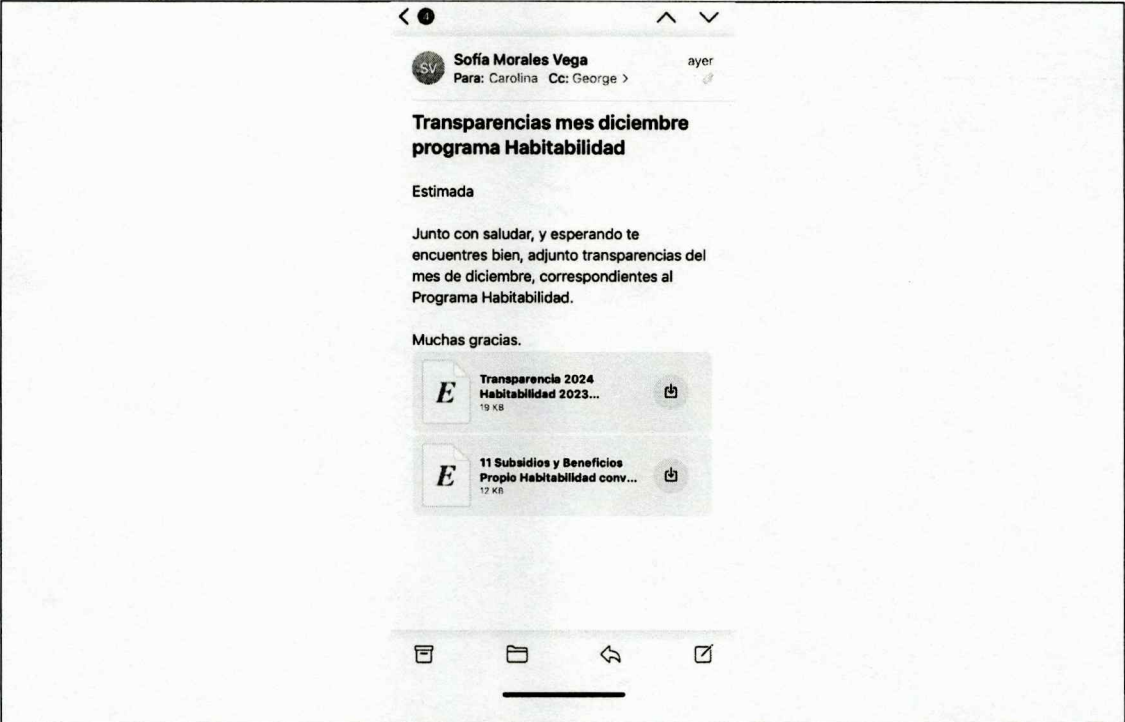 4
Sofía Morales Vega
ayer
Para: Carolina Cc: George >
SV
Transparencias mes diciembre
programa Habitabilidad
Estimada
Junto con saludar, y esperando te
encuentres bien, adjunto transparencias del
mes de diciembre, correspondientes al
Programa Habitabilidad.
Muchas gracias.
E
Transparencia 2024
Habitabilidad 2023...
19 KB
E
11 Subsidios y Beneficios
Propio Habitabilidad conv...
12 KB